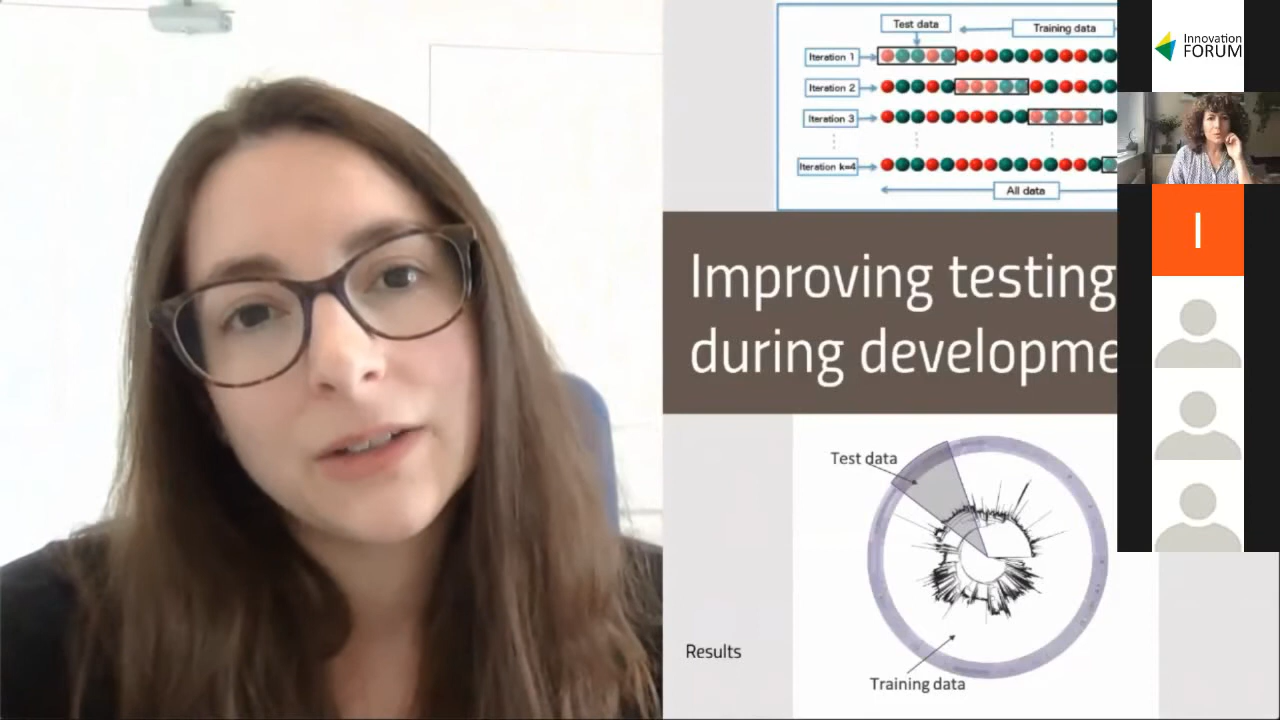 Test data
Training data
Iteration 1
Iteration 2
Iteration 3
Iteration k=4
All data
Improving testing
during developme
Test data
Results
Training data
Innovation
FORUM
I